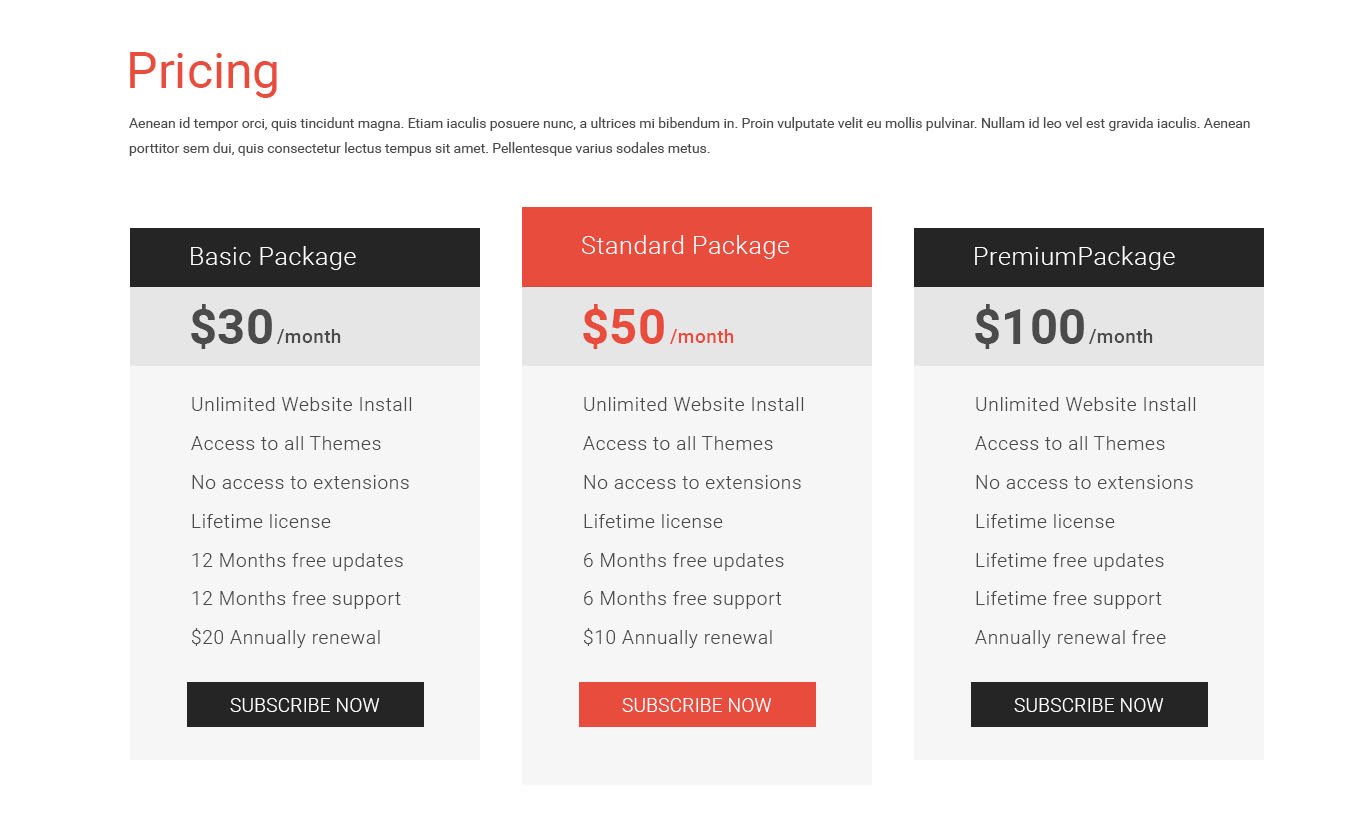 Pricing
Aenean id tempor orci, quis tincidunt magna. Etiam iaculis posuere nunc, a ultrices mi bibendum in. Proin vulputate velit eu mollis pulvinar. Nullam id leo vel est gravida iaculis. Aenean
porttitor sem dui, quis consectetur lectus tempus sit amet. Pellentesque varius sodales metus.
Basic Package
$30 /month
Unlimited Website Install
Access to all Themes
No access to extensions
Lifetime license
12 Months free updates
12 Months free support
$20 Annually renewal
SUBSCRIBE NOW
Standard Package
$50 /month
Unlimited Website Install
Access to all Themes
No access to extensions
Lifetime license
6 Months free updates
6 Months free support
$10 Annually renewal
SUBSCRIBE NOW
PremiumPackage
$100 /month
Unlimited Website Install
Access to all Themes
No access to extensions
Lifetime license
Lifetime free updates
Lifetime free support
Annually renewal free
SUBSCRIBE NOW